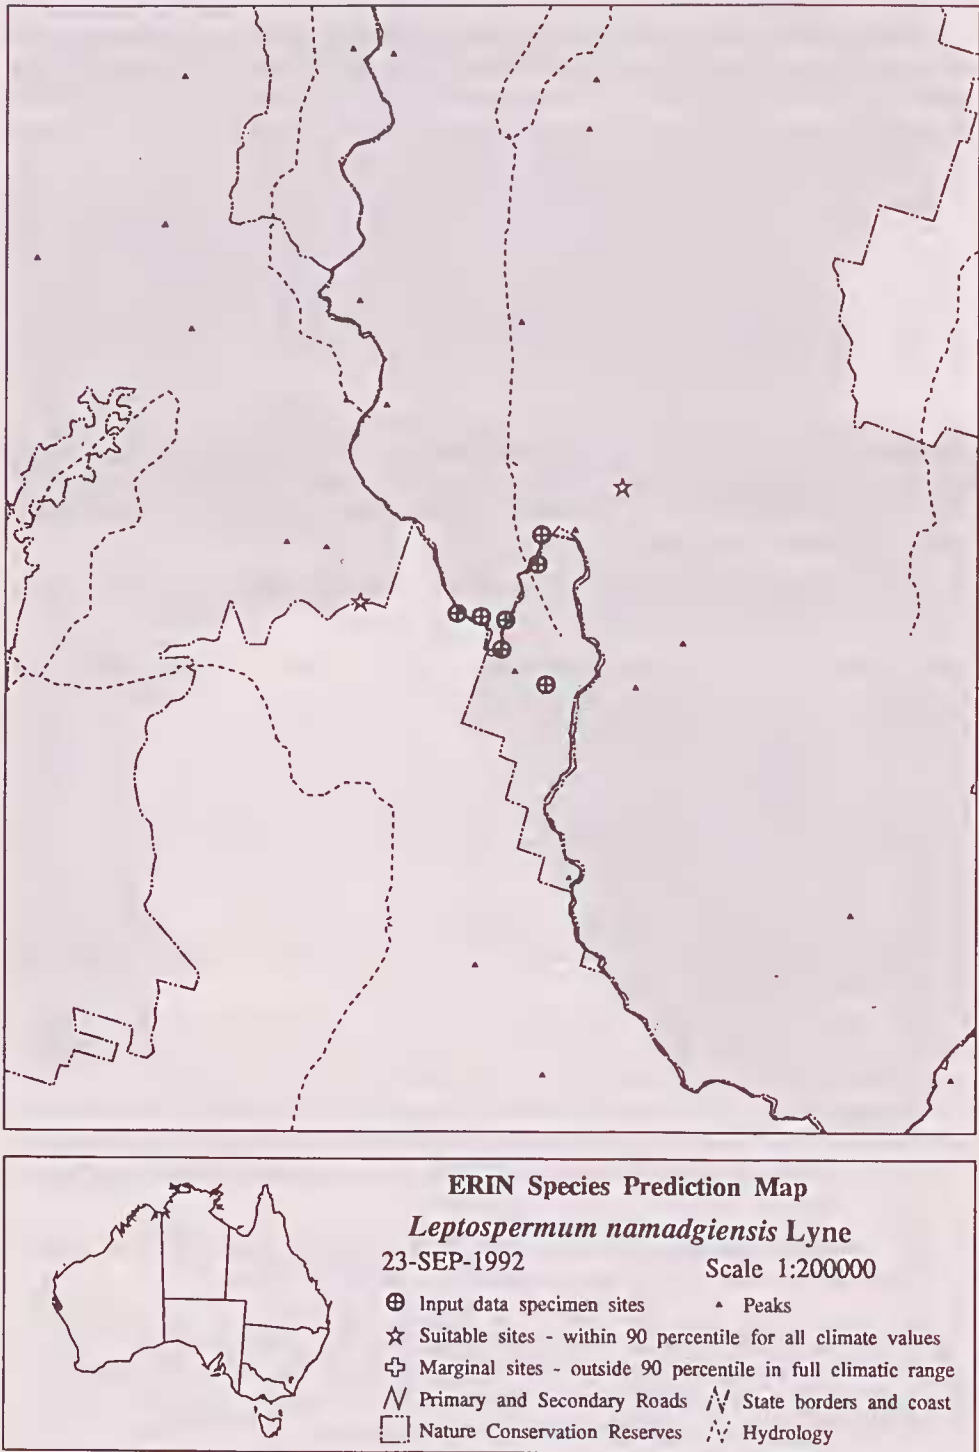 ERIN Species Prediction Map
Leptospermum namadgiensis Lyne
23-SEP-1992 Scale 1:200000
Input data specimen sites Peaks
Suitable sites - within 90 percentile for all climate values
Marginal sites - outside 90 percentile in full climatic range
Primary and Secondary Roads State borders and coast
Nature Conservation Reserves Hydrology